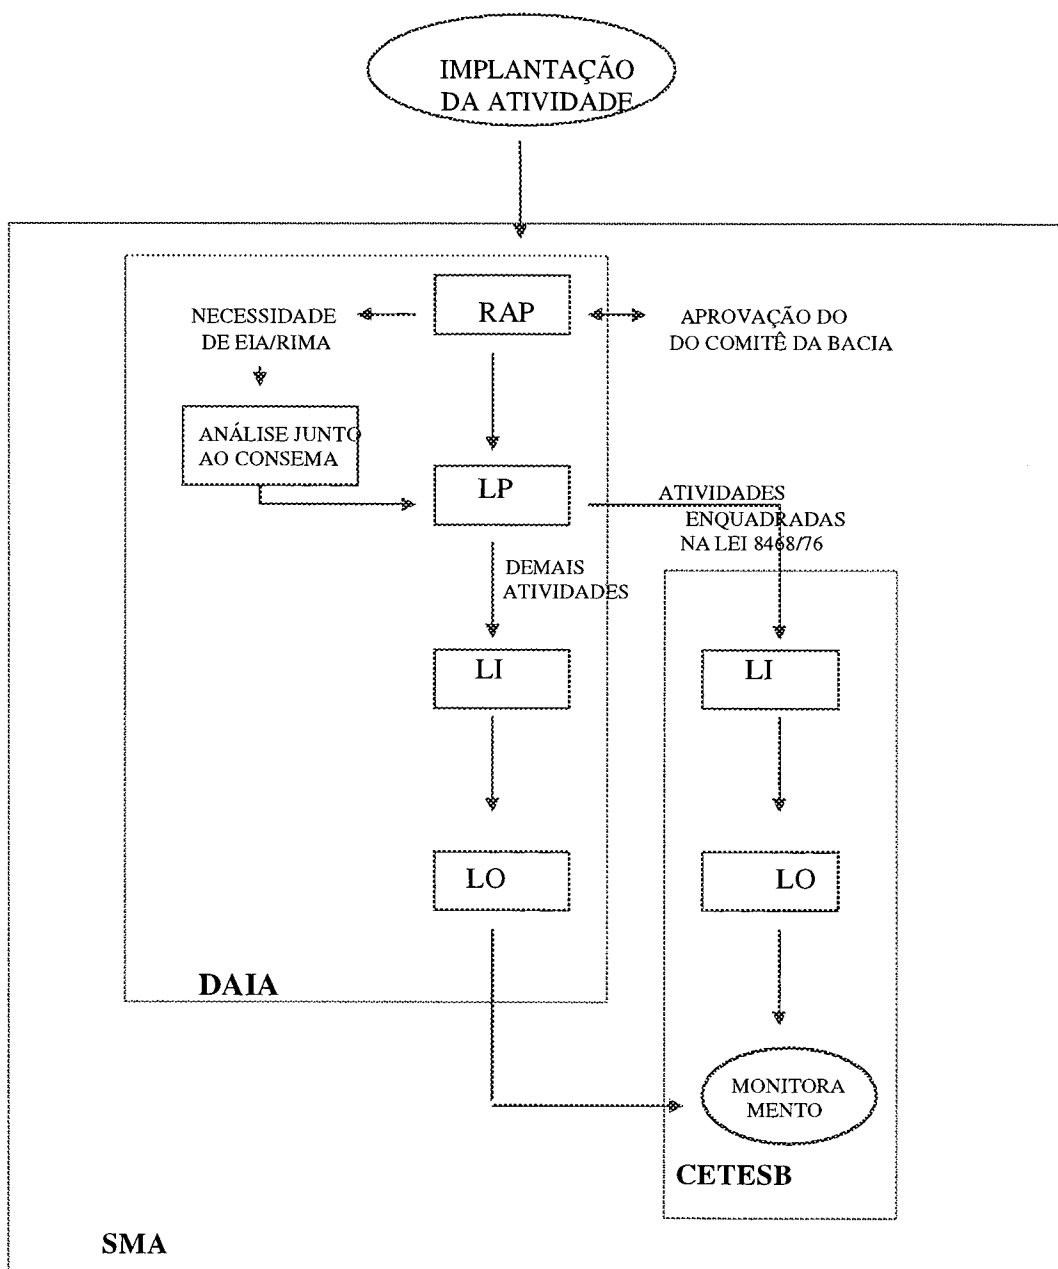 IMPLANTAÇÃO
DA ATIVIDADE
RAP
NECESSIDADE
DE EIA/RIMA
APROVAÇÃO DO
DO COMITÊ DA BACIA
ANÁLISE JUNTO
AO CONSEMA
LP
ATIVIDADES
ENQUADRADAS
NA LEI 8468/76
DEMAIS
ATIVIDADES
LI
LI
LO
LO
DAIA
MONITORA
MENTO
CETESB
SMA